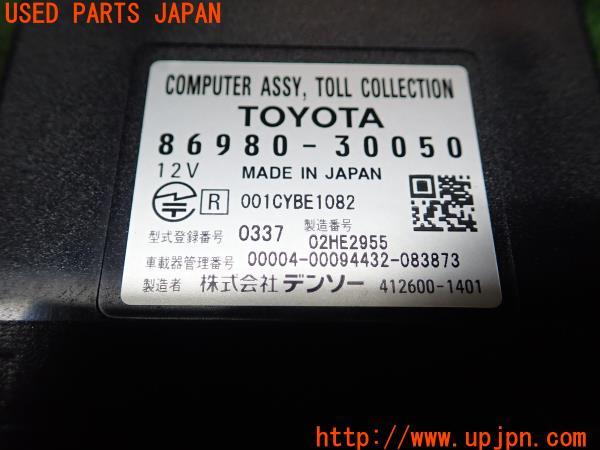 USED PARTS JAPAN
COMPUTER ASSY, TOLL COLLECTION
TOYOTA
86980-30050
12V MADE IN JAPAN
R 001CYBE1082
型式登録番号 0337 製造番号 02HE2955
車載器管理番号 00004-00094432-083873
製造者 株式会社デンソー 412600-1401
http://www.upjpn.com